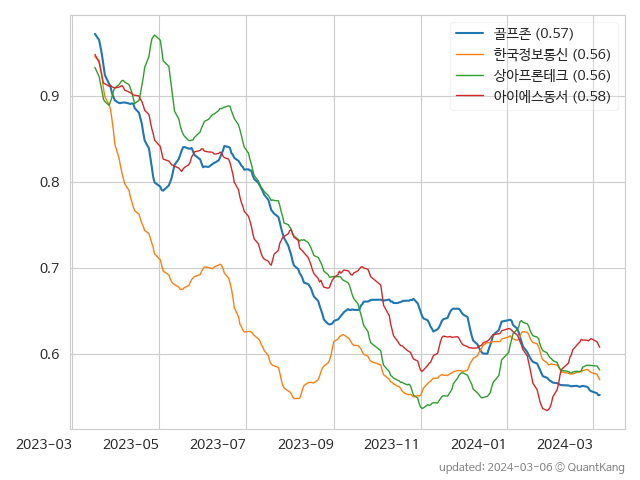 골프존 (0.57)
한국정보통신 (0.56)
상아프론테크 (0.56)
아이에스동서 (0.58)
0.9
0.8
0.7
0.6
2023-03 2023-05 2023-07 2023-09 2023-11 2024-01 2024-03
updated: 2024-03-06 © QuantKang